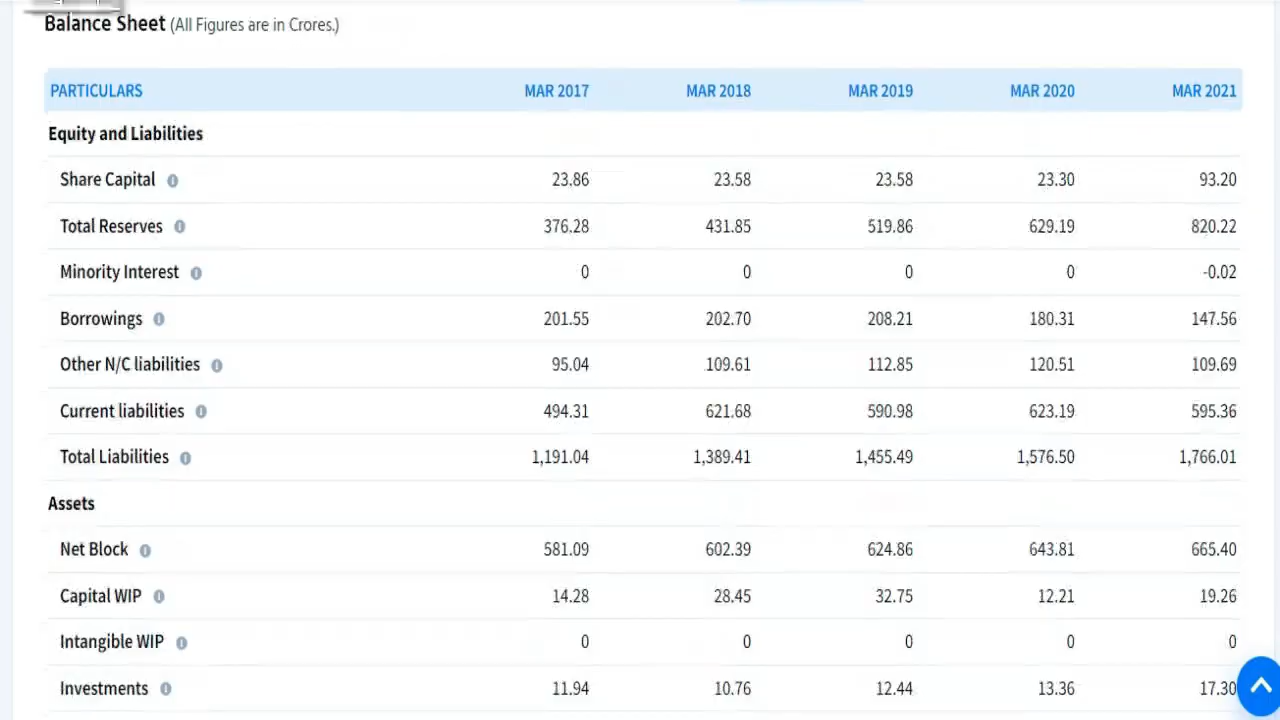 Balance Sheet (All Figures are in Crores.)
PARTICULARS MAR 2017 MAR 2018 MAR 2019 MAR 2020 MAR 2021
Equity and Liabilities
Share Capital 23.86 23.58 23.58 23.30 93.20
Total Reserves 376.28 431.85 519.86 629.19 820.22
Minority Interest 0 0 0 0 -0.02
Borrowings 201.55 202.70 208.21 180.31 147.56
Other N/C liabilities 95.04 109.61 112.85 120.51 109.69
Current liabilities 494.31 621.68 590.98 623.19 595.36
Total Liabilities 1,191.04 1,389.41 1,455.49 1,576.50 1,766.01
Assets
Net Block 581.09 602.39 624.86 643.81 665.40
Capital WIP 14.28 28.45 32.75 12.21 19.26
Intangible WIP 0 0 0 0 0
Investments 11.94 10.76 12.44 13.36 17.30